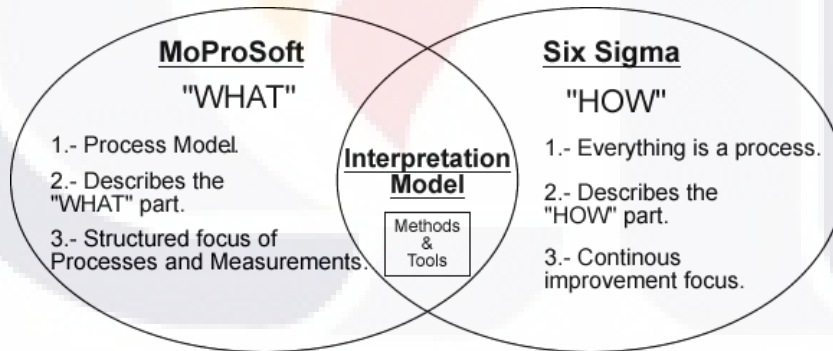 MoProSoft
"WHAT"
1.- Process Model.
2.- Describes the
"WHAT" part.
3.- Structured focus of
Processes and Measurements.
Interpretation
Model
Methods
&
Tools
Six Sigma
"HOW"
1.- Everything is a process.
2.- Describes the
"HOW" part.
3.- Continous
improvement focus.